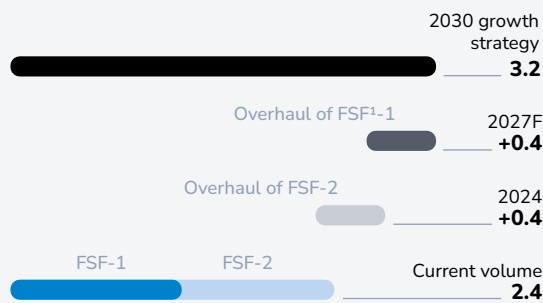 2030 growth
strategy
3.2
Overhaul of FSF¹-1
2027F
+0.4
Overhaul of FSF-2
2024
+0.4
FSF-1
FSF-2
Current volume
2.4